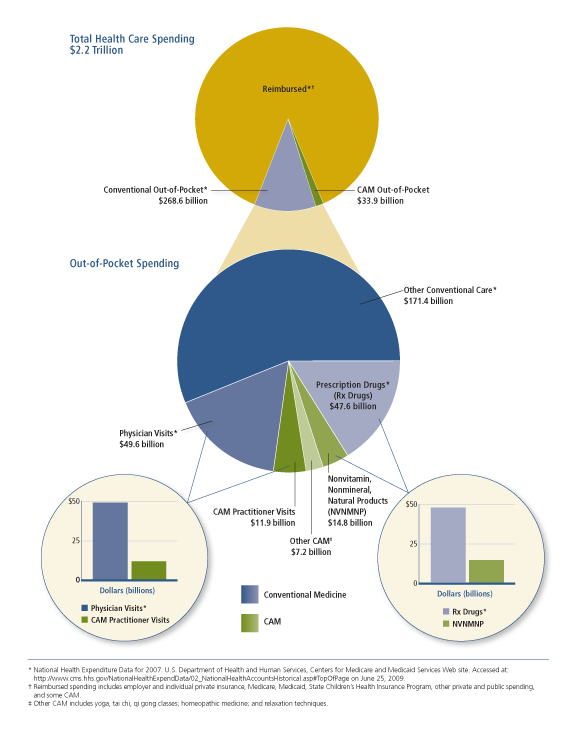 Total Health Care Spending
$2.2 Trillion
Reimbursed*†
Conventional Out-of-Pocket*
$268.6 billion
CAM Out-of-Pocket
$33.9 billion
Out-of-Pocket Spending
Other Conventional Care*
$171.4 billion
Prescription Drugs*
(Rx Drugs)
$47.6 billion
Physician Visits*
$49.6 billion
CAM Practitioner Visits
$11.9 billion
Other CAM‡
$7.2 billion
Nonvitamin,
Nonmineral,
Natural Products
(NVNMNP)
$14.8 billion
$50
25
0
Dollars (billions)
Physician Visits*
CAM Practitioner Visits
$50
25
0
Dollars (billions)
Rx Drugs*
NVNMNP
Conventional Medicine
CAM
* National Health Expenditure Data for 2007. U.S. Department of Health and Human Services, Centers for Medicare and Medicaid Services Web site. Accessed at:
http://www.cms.hhs.gov/NationalHealthExpendData/02_NationalHealthAccountsHistorical.asp#TopOfPage on June 25, 2009.
† Reimbursed spending includes employer and individual private insurance, Medicare, Medicaid, State Children's Health Insurance Program, other private and public spending,
and some CAM.
‡ Other CAM includes yoga, tai chi, qi gong classes; homeopathic medicine; and relaxation techniques.